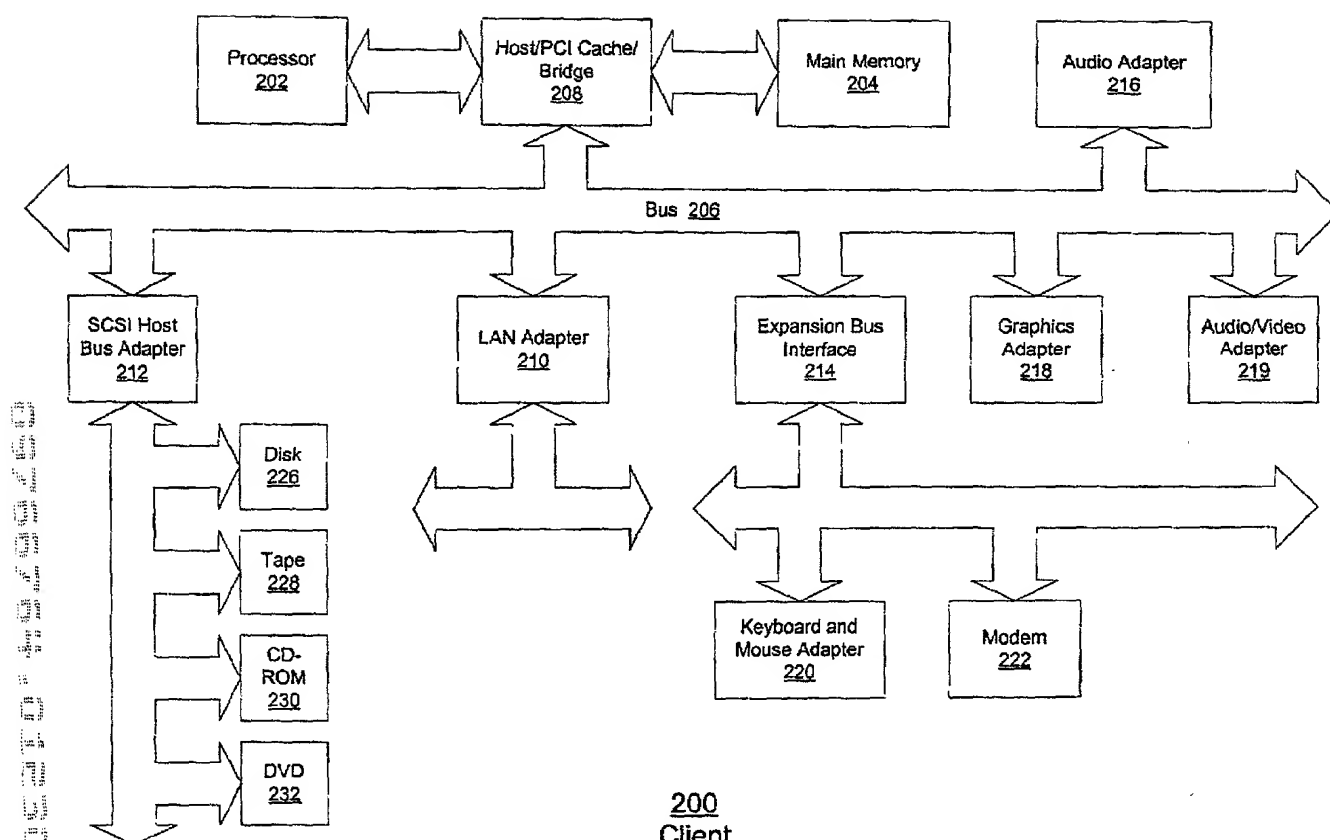 Processor
202
Host/PCI Cache/
Bridge
208
Main Memory
204
Audio Adapter
216
Bus 206
SCSI Host
Bus Adapter
212
LAN Adapter
210
Expansion Bus
Interface
214
Graphics
Adapter
218
Audio/Video
Adapter
219
Disk
226
Tape
228
CD-
ROM
230
DVD
232
Keyboard and
Mouse Adapter
220
Modem
222
200
Client